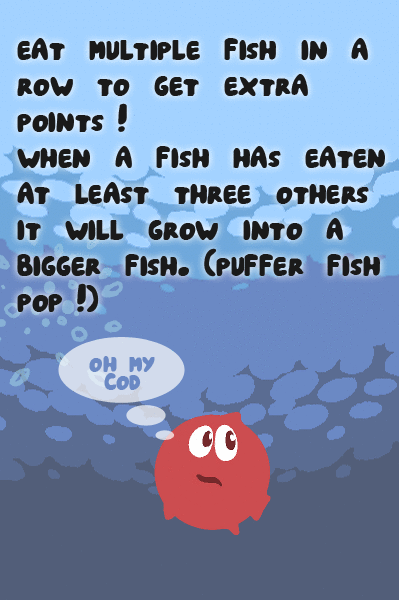 EAT MULTIPLE FISH IN A
ROW TO GET EXTRA
POINTS !
WHEN A FISH HAS EATEN
AT LEAST THREE OTHERS
IT WILL GROW INTO A
BIGGER FISH. (PUFFER FISH
POP !)
OH MY
COD